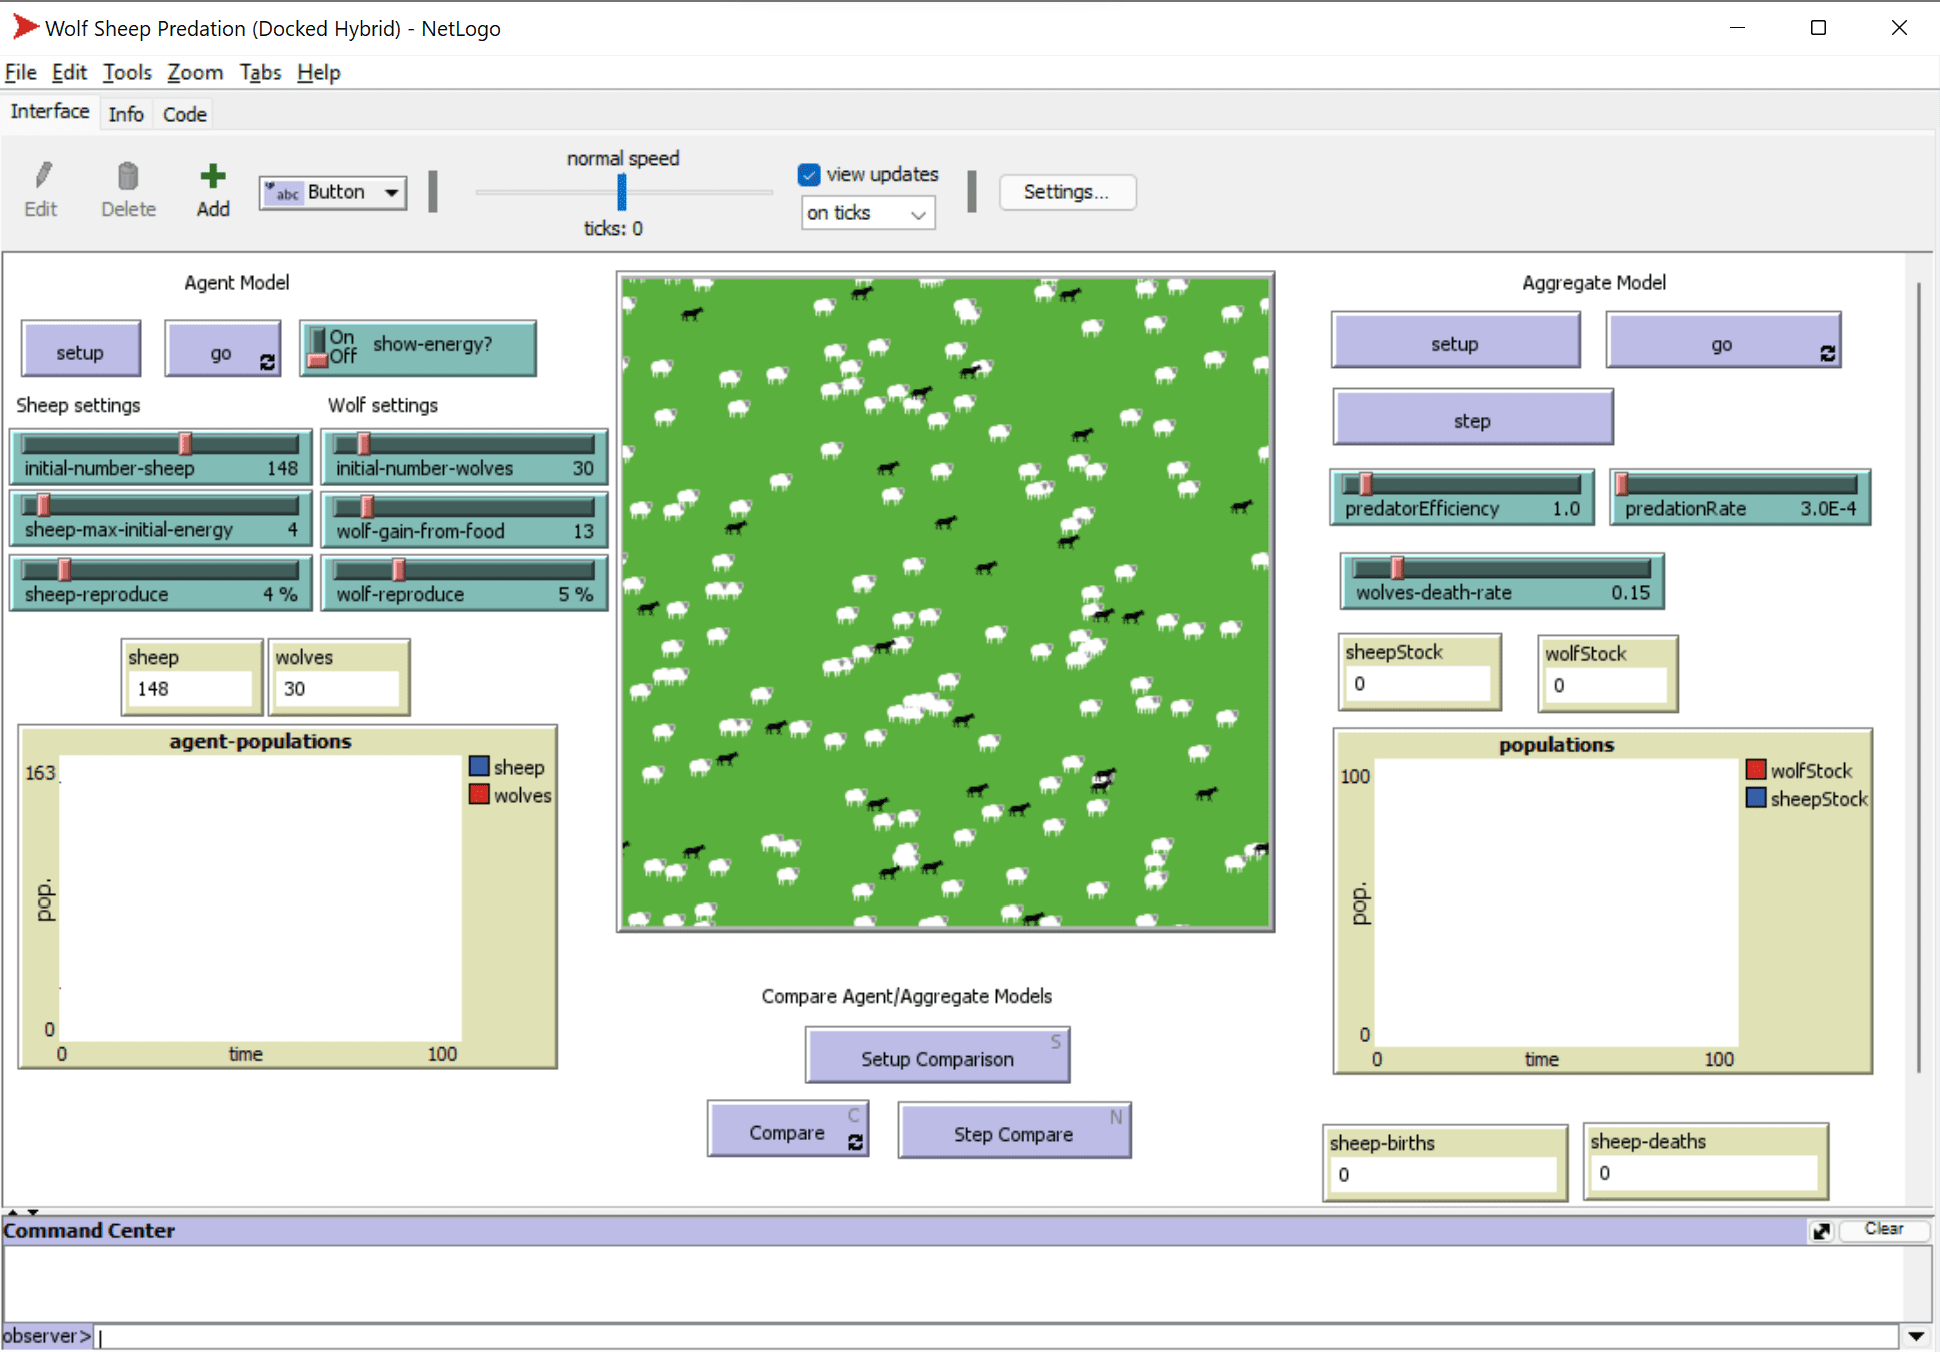 Wolf Sheep Predation (Docked Hybrid) - NetLogo
File Edit Tools Zoom Tabs Help
Interface Info Code
Edit Delete Add abc Button
normal speed
ticks: 0
view updates
on ticks
Settings...
Agent Model
setup go On Off show-energy?
Sheep settings Wolf settings
initial-number-sheep 148 initial-number-wolves 30
sheep-max-initial-energy 4 wolf-gain-from-food 13
sheep-reproduce 4 % wolf-reproduce 5 %
sheep wolves
148 30
agent-populations
163 sheep
wolves
pop.
0
0 time 100
Compare Agent/Aggregate Models
Setup Comparison S
Compare C Step Compare N
Aggregate Model
setup go
step
predatorEfficiency 1.0 predationRate 3.0E-4
wolves-death-rate 0.15
sheepStock wolfStock
0 0
populations
100 wolfStock
sheepStock
pop.
0
0 time 100
sheep-births sheep-deaths
0 0
Command Center Clear
observer>